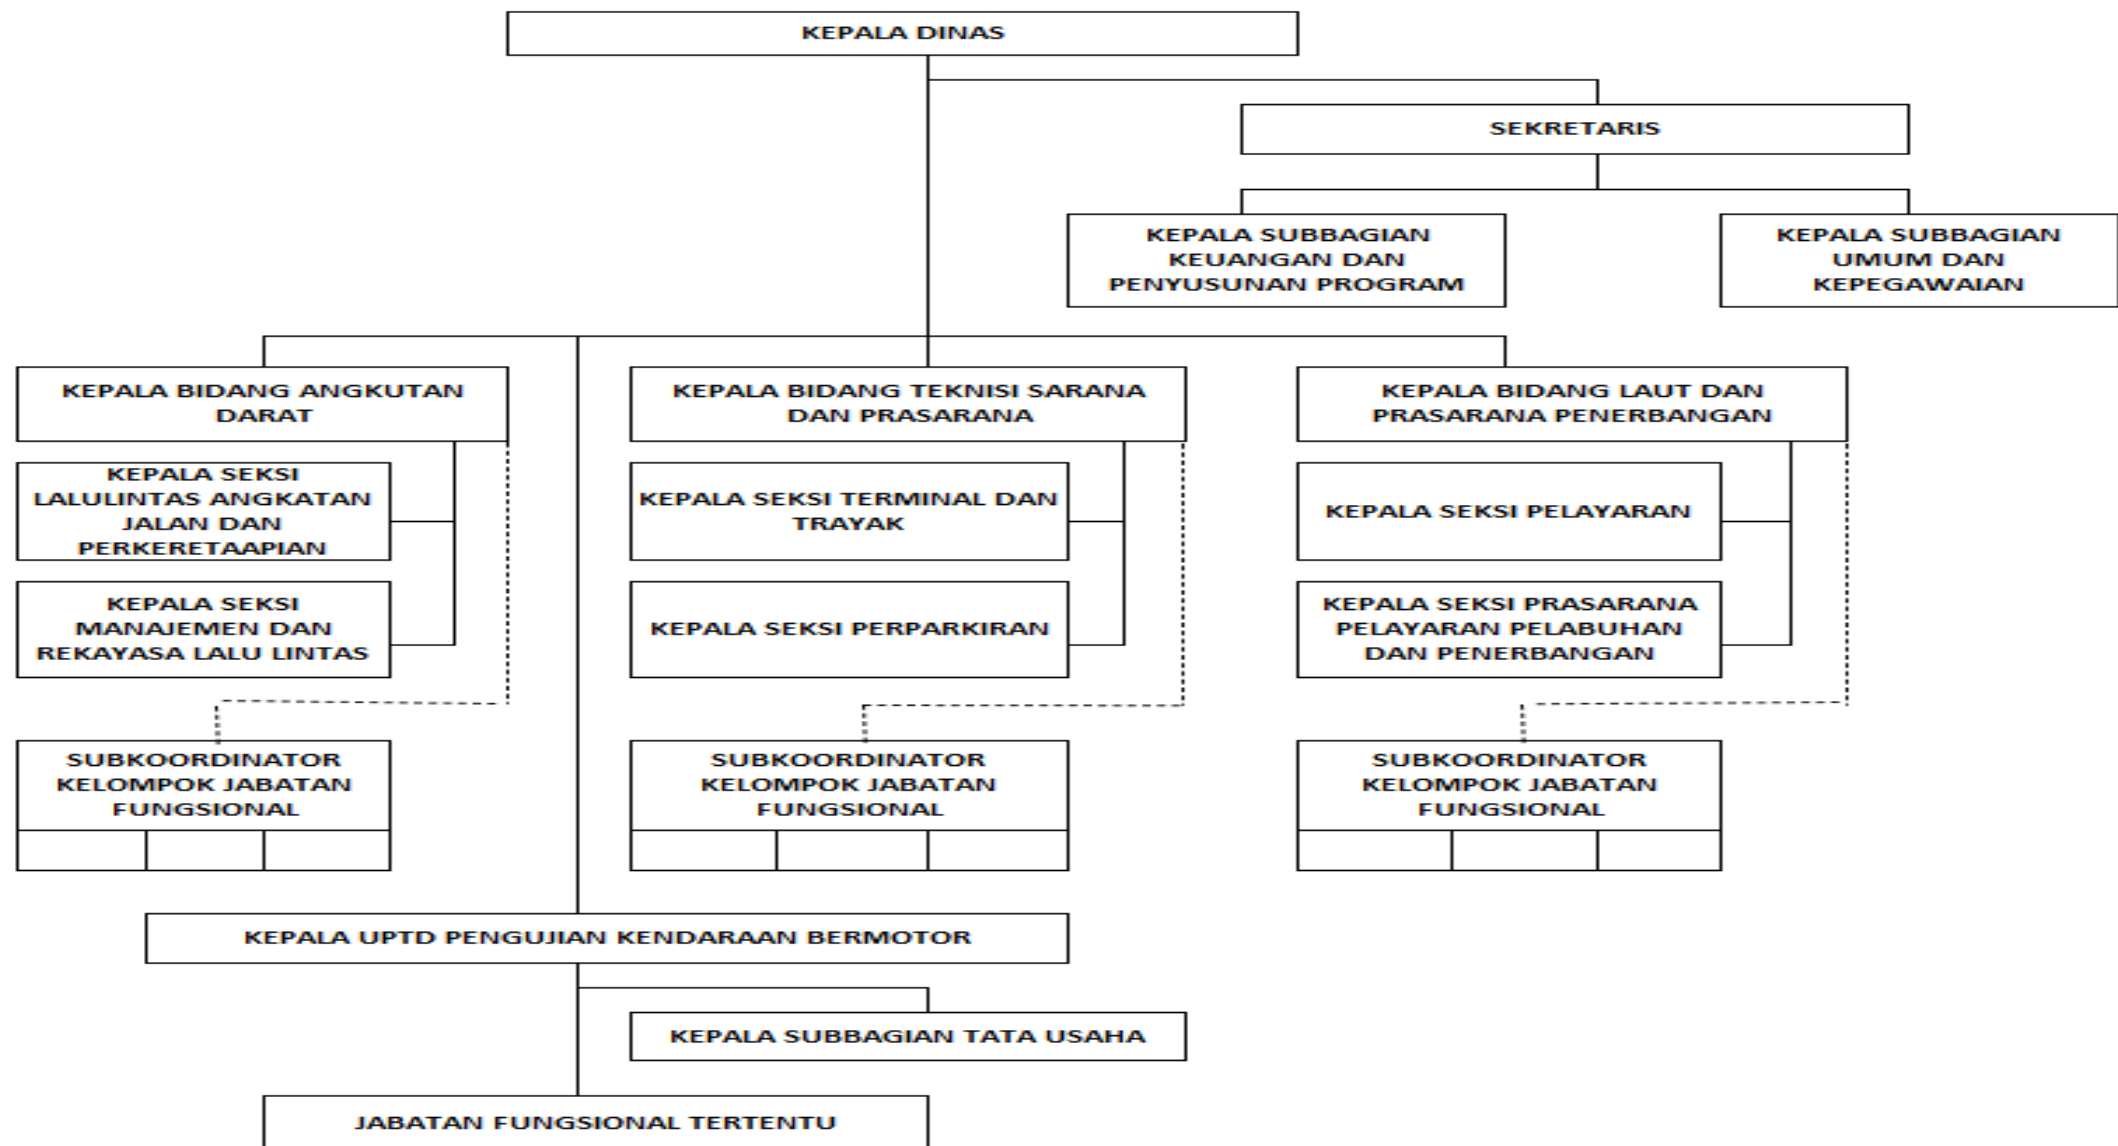 KEPALA DINAS
SEKRETARIS
KEPALA SUBBAGIAN
KEUANGAN DAN
PENYUSUNAN PROGRAM
KEPALA SUBBAGIAN
UMUM DAN
KEPEGAWAIAN
KEPALA BIDANG ANGKUTAN
DARAT
KEPALA BIDANG TEKNISI SARANA
DAN PRASARANA
KEPALA BIDANG LAUT DAN
PRASARANA PENERBANGAN
KEPALA SEKSI
LALULINTAS ANGKATAN
JALAN DAN
PERKERETAAPIAN
KEPALA SEKSI TERMINAL DAN
TRAYAK
KEPALA SEKSI PELAYARAN
KEPALA SEKSI
MANAJEMEN DAN
REKAYASA LALU LINTAS
KEPALA SEKSI PERPARKIRAN
KEPALA SEKSI PRASARANA
PELAYARAN PELABUHAN
DAN PENERBANGAN
SUBKOORDINATOR
KELOMPOK JABATAN
FUNGSIONAL
SUBKOORDINATOR
KELOMPOK JABATAN
FUNGSIONAL
SUBKOORDINATOR
KELOMPOK JABATAN
FUNGSIONAL
KEPALA UPTD PENGUJIAN KENDARAAN BERMOTOR
KEPALA SUBBAGIAN TATA USAHA
JABATAN FUNGSIONAL TERTENTU